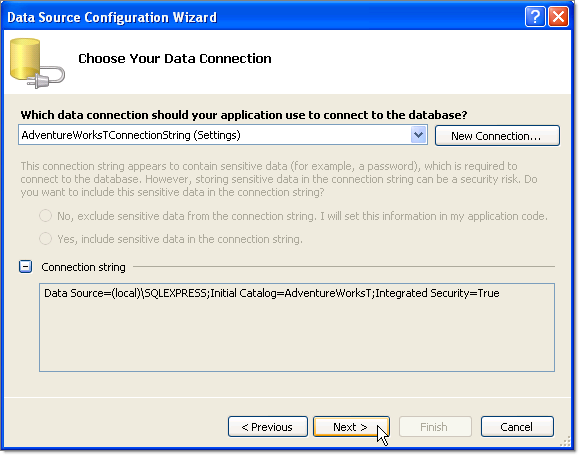 Data Source Configuration Wizard
Choose Your Data Connection
Which data connection should your application use to connect to the database?
AdventureWorksTConnectionString (Settings)
New Connection...
This connection string appears to contain sensitive data (for example, a password), which is required to
connect to the database. However, storing sensitive data in the connection string can be a security risk. Do
you want to include this sensitive data in the connection string?
No, exclude sensitive data from the connection string. I will set this information in my application code.
Yes, include sensitive data in the connection string.
Connection string
Data Source=(local)\SQLEXPRESS;Initial Catalog=AdventureWorksT;Integrated Security=True
< Previous
Next >
Finish
Cancel